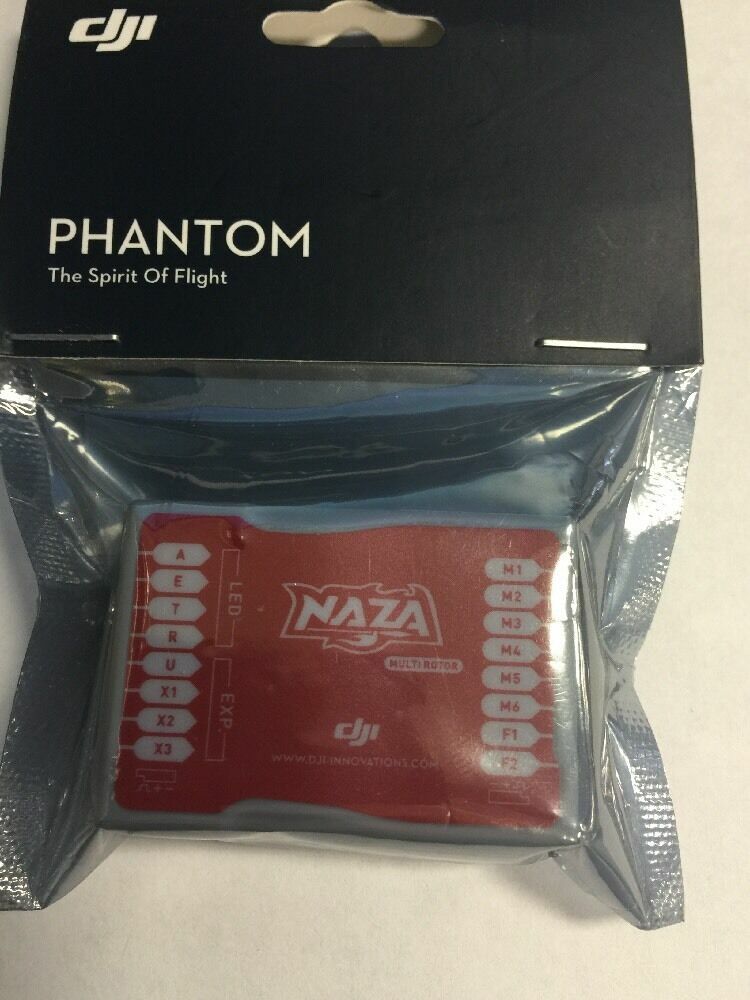 dji
PHANTOM
The Spirit Of Flight
A
E
T
R
U
X1
X2
X3
LED
EXP.
NAZA
MULTI ROTOR
dji
WWW.DJI-INNOVATIONS.COM
M1
M2
M3
M4
M5
M6
F1
F2